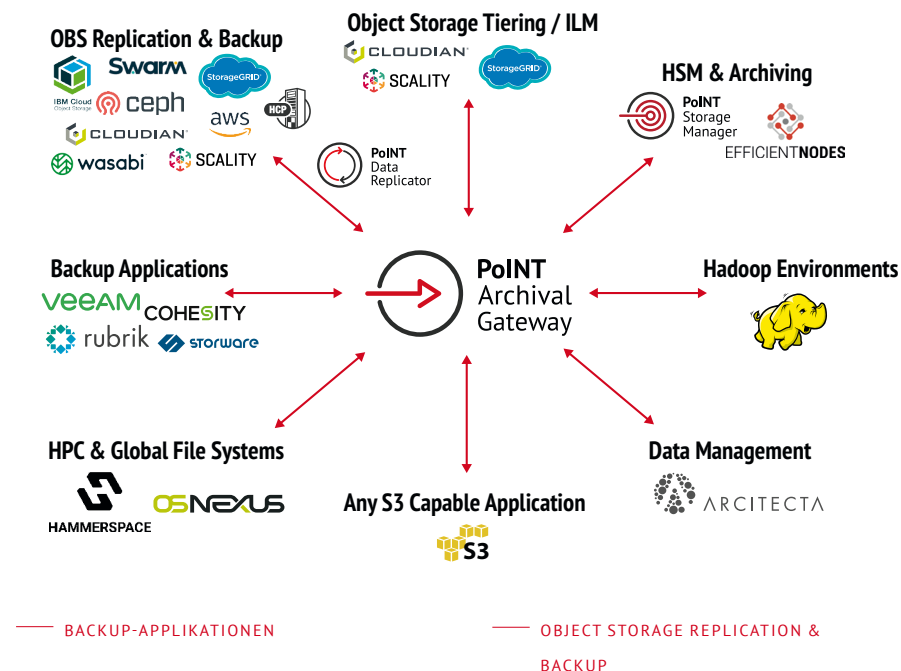 OBS Replication & Backup
IBM Cloud
Object Storage
Swarm
StorageGRID
ceph
aws
HCP
CLOUDIAN
wasabi
SCALITY
PoINT
Data
Replicator
Object Storage Tiering / ILM
CLOUDIAN
SCALITY
StorageGRID
HSM & Archiving
PoINT
Storage
Manager
EFFICIENTNODES
Backup Applications
veeAM
COHESITY
rubrik
storware
PoINT
Archival
Gateway
Hadoop Environments
HPC & Global File Systems
HAMMERSPACE
OSNEXUS
Any S3 Capable Application
S3
Data Management
ARCITECTA
BACKUP-APPLIKATIONEN
OBJECT STORAGE REPLICATION &
BACKUP